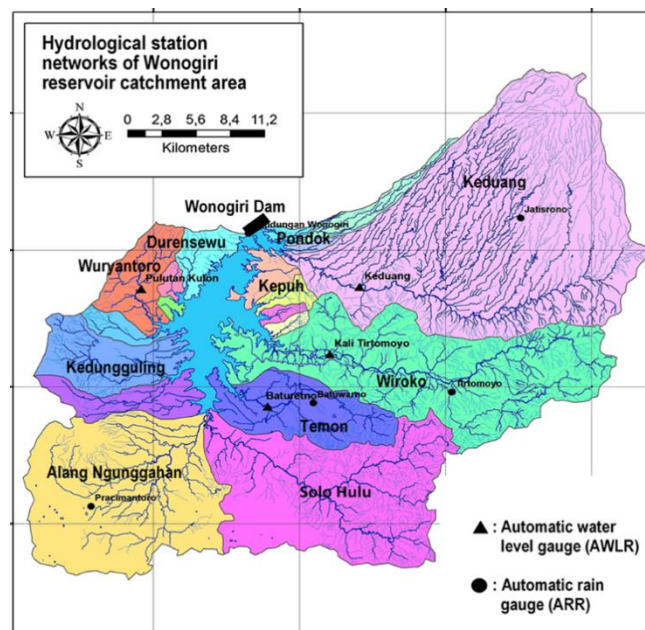 Hydrological station
networks of Wonogiri
reservoir catchment area
N
W E
S
0 2,8 5,6 8,4 11,2
Kilometers
Keduang
Jatisrono
Wonogiri Dam
Wonogiri
Durensewu
Pondok
Wuryantoro
Pulutan Kulon
Kepuh
Keduang
Kali Tirtomoyo
Kedungguling
Wiroko
Baturetno
Batuwarno
Temon
Alang Ngunggahan
Solo Hulu
Pracimantoro
: Automatic water
level gauge (AWLR)
: Automatic rain
gauge (ARR)